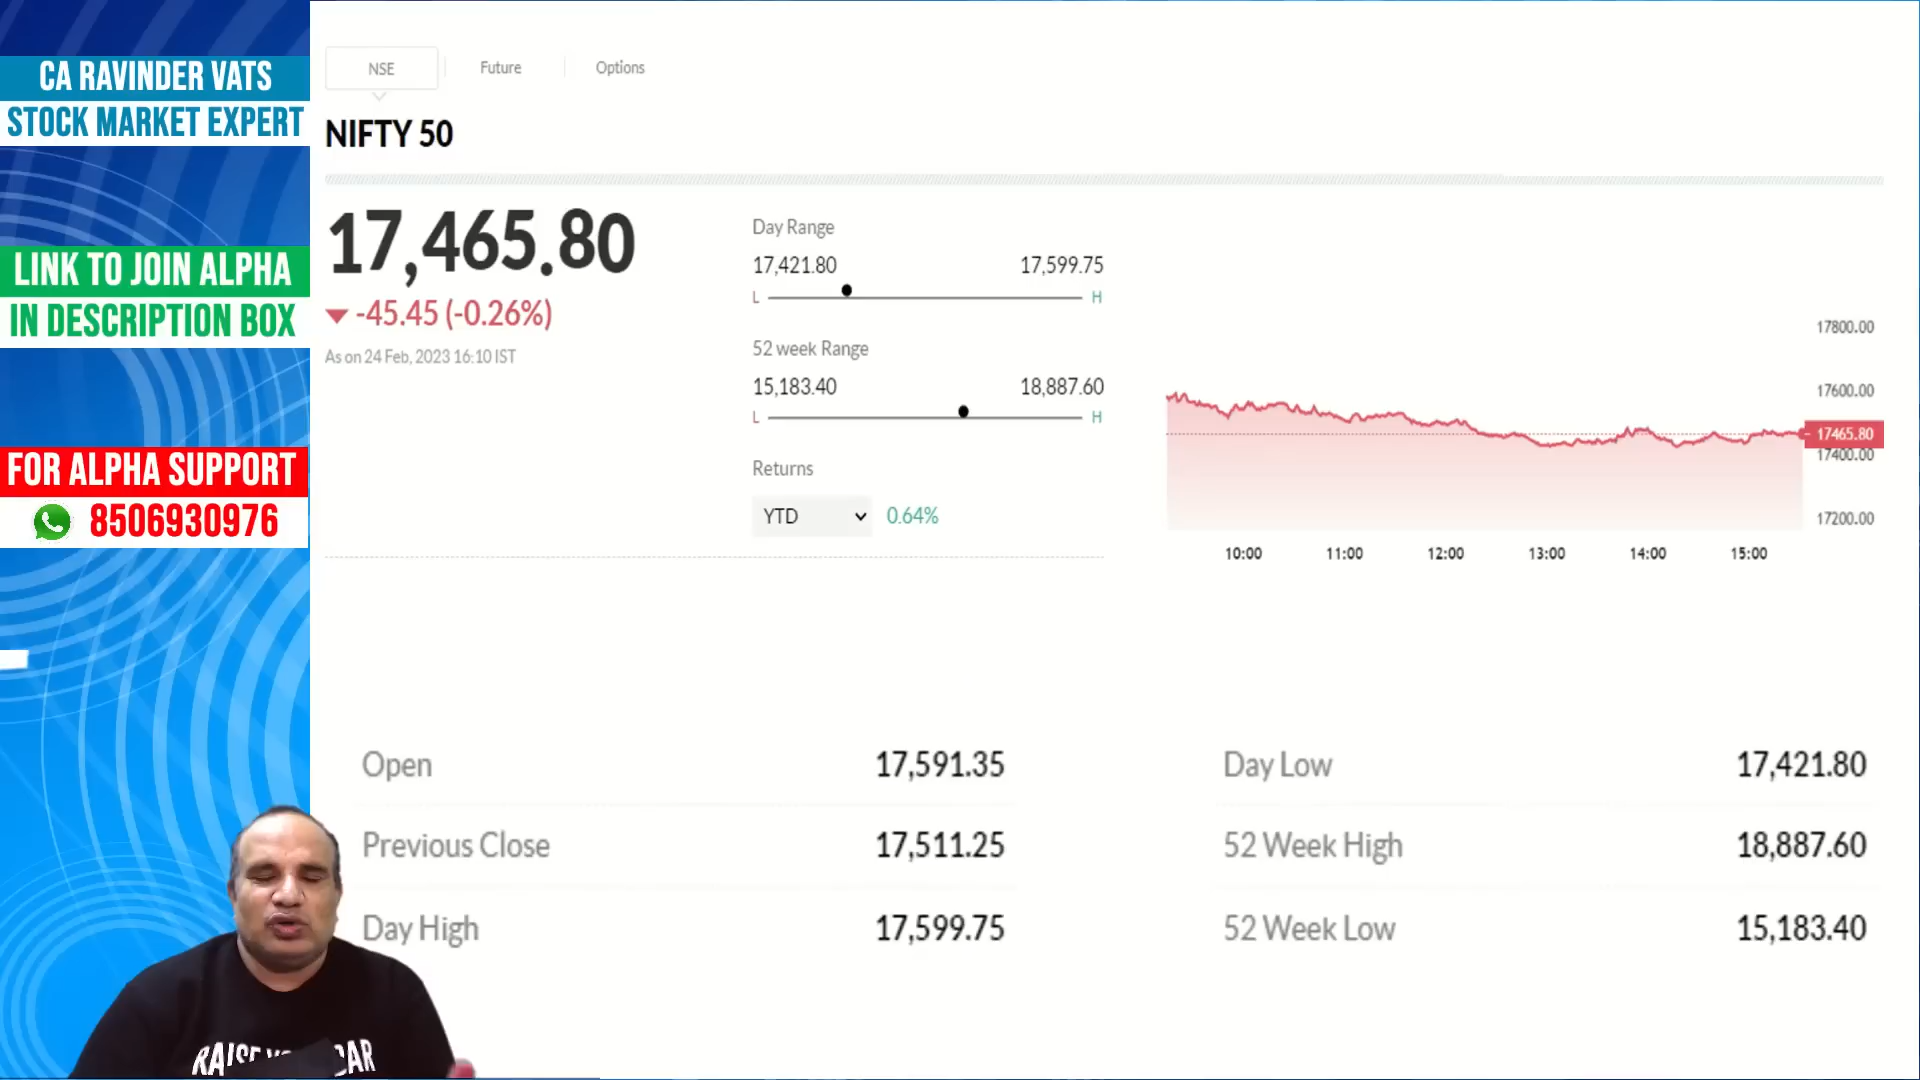 CA RAVINDER VATS
STOCK MARKET EXPERT
LINK TO JOIN ALPHA
IN DESCRIPTION BOX
FOR ALPHA SUPPORT
8506930976
NSE
Future
Options
NIFTY 50
17,465.80
-45.45 (-0.26%)
As on 24 Feb, 2023 16:10 IST
Day Range
17,421.80 17,599.75
L H
52 week Range
15,183.40 18,887.60
L H
Returns
YTD 0.64%
17800.00
17600.00
17465.80
17400.00
17200.00
10:00 11:00 12:00 13:00 14:00 15:00
Open 17,591.35
Previous Close 17,511.25
Day High 17,599.75
Day Low 17,421.80
52 Week High 18,887.60
52 Week Low 15,183.40